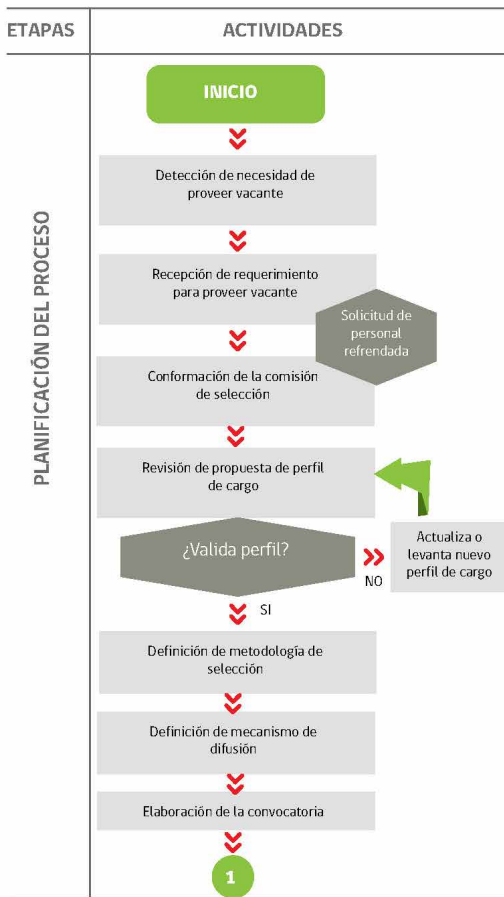 ETAPAS
ACTIVIDADES
PLANIFICACIÓN DEL PROCESO
INICIO
Detección de necesidad de
proveer vacante
Recepción de requerimiento
para proveer vacante
Solicitud de
personal
refrendada
Conformación de la comisión
de selección
Revisión de propuesta de perfil
de cargo
¿Valida perfil?
NO
Actualiza o
levanta nuevo
perfil de cargo
SI
Definición de metodología de
selección
Definición de mecanismo de
difusión
Elaboración de la convocatoria
1